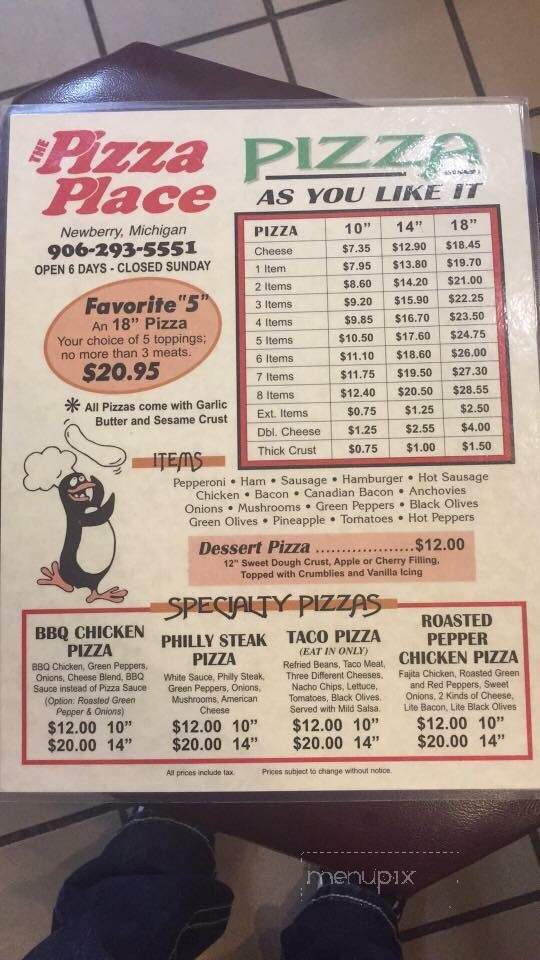 THE Pizza Place
Newberry, Michigan
906-293-5551
OPEN 6 DAYS - CLOSED SUNDAY
Favorite "5"
An 18" Pizza
Your choice of 5 toppings;
no more than 3 meats.
$20.95
* All Pizzas come with Garlic
Butter and Sesame Crust
PIZZA
AS YOU LIKE IT
PIZZA 10" 14" 18"
Cheese $7.35 $12.90 $18.45
1 Item $7.95 $13.80 $19.70
2 Items $8.60 $14.20 $21.00
3 Items $9.20 $15.90 $22.25
4 Items $9.85 $16.70 $23.50
5 Items $10.50 $17.60 $24.75
6 Items $11.10 $18.60 $26.00
7 Items $11.75 $19.50 $27.30
8 Items $12.40 $20.50 $28.55
Ext. Items $0.75 $1.25 $2.50
Dbl. Cheese $1.25 $2.55 $4.00
Thick Crust $0.75 $1.00 $1.50
ITEMS
Pepperoni • Ham • Sausage • Hamburger • Hot Sausage
Chicken • Bacon • Canadian Bacon • Anchovies
Onions • Mushrooms • Green Peppers • Black Olives
Green Olives • Pineapple • Tomatoes • Hot Peppers
Dessert Pizza ..................$12.00
12" Sweet Dough Crust, Apple or Cherry Filling,
Topped with Crumblies and Vanilla Icing
SPECIALTY PIZZAS
BBQ CHICKEN
PIZZA
BBQ Chicken, Green Peppers,
Onions, Cheese Blend, BBQ
Sauce instead of Pizza Sauce
(Option: Roasted Green
Pepper & Onions)
$12.00 10"
$20.00 14"
PHILLY STEAK
PIZZA
White Sauce, Philly Steak,
Green Peppers, Onions,
Mushrooms, American
Cheese
$12.00 10"
$20.00 14"
TACO PIZZA
(EAT IN ONLY)
Refried Beans, Taco Meat,
Three Different Cheeses,
Nacho Chips, Lettuce,
Tomatoes, Black Olives.
Served with Mild Salsa.
$12.00 10"
$20.00 14"
ROASTED
PEPPER
CHICKEN PIZZA
Fajita Chicken, Roasted Green
and Red Peppers, Sweet
Onions, 2 Kinds of Cheese,
Lite Bacon, Lite Black Olives
$12.00 10"
$20.00 14"
All prices include tax. Prices subject to change without notice.
menupix